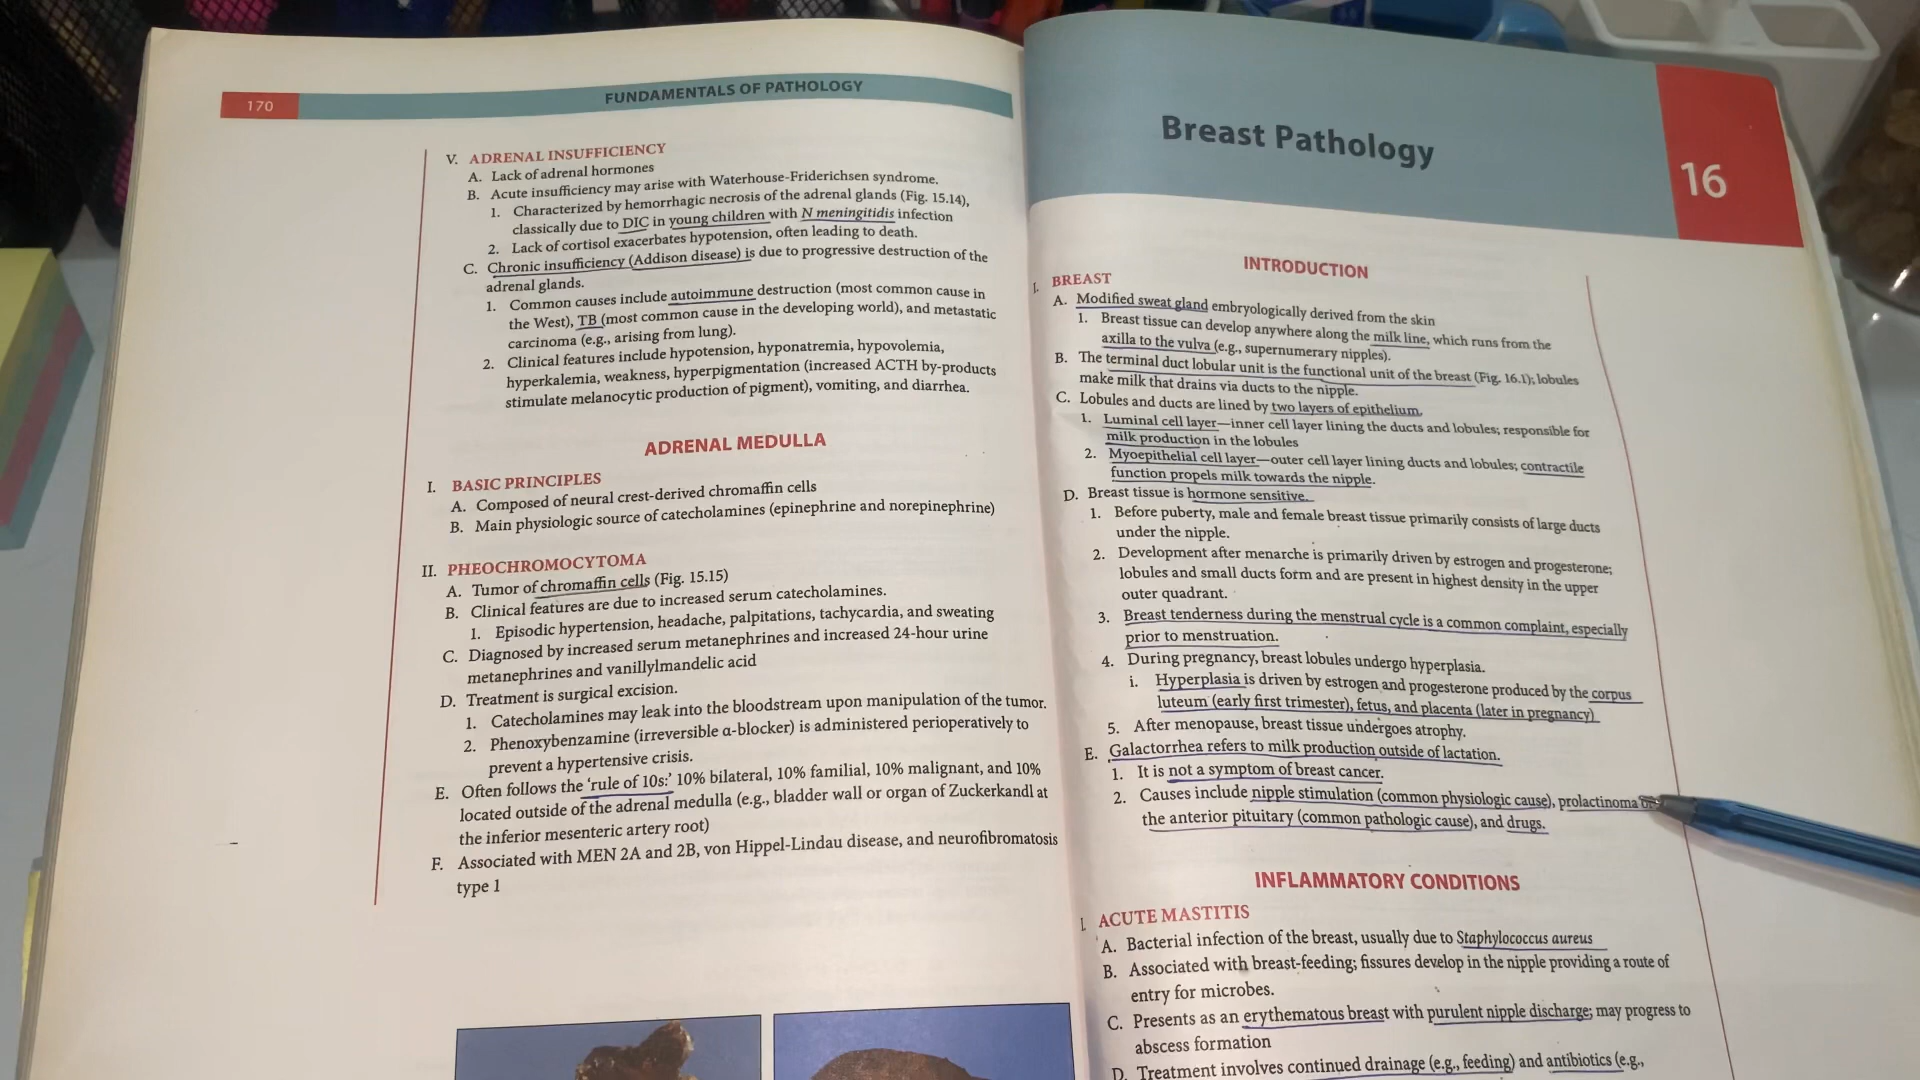 170
FUNDAMENTALS OF PATHOLOGY
V. ADRENAL INSUFFICIENCY
A. Lack of adrenal hormones
B. Acute insufficiency may arise with Waterhouse-Friderichsen syndrome.
1. Characterized by hemorrhagic necrosis of the adrenal glands (Fig. 15.14),
classically due to DIC in young children with N meningitidis infection
2. Lack of cortisol exacerbates hypotension, often leading to death.
C. Chronic insufficiency (Addison disease) is due to progressive destruction of the
adrenal glands.
1. Common causes include autoimmune destruction (most common cause in
the West), TB (most common cause in the developing world), and metastatic
carcinoma (e.g., arising from lung).
2. Clinical features include hypotension, hyponatremia, hypovolemia,
hyperkalemia, weakness, hyperpigmentation (increased ACTH by-products
stimulate melanocytic production of pigment), vomiting, and diarrhea.
ADRENAL MEDULLA
I. BASIC PRINCIPLES
A. Composed of neural crest-derived chromaffin cells
B. Main physiologic source of catecholamines (epinephrine and norepinephrine)
II. PHEOCHROMOCYTOMA
A. Tumor of chromaffin cells (Fig. 15.15)
B. Clinical features are due to increased serum catecholamines.
1. Episodic hypertension, headache, palpitations, tachycardia, and sweating
C. Diagnosed by increased serum metanephrines and increased 24-hour urine
metanephrines and vanillylmandelic acid
D. Treatment is surgical excision.
1. Catecholamines may leak into the bloodstream upon manipulation of the tumor.
2. Phenoxybenzamine (irreversible α-blocker) is administered perioperatively to
prevent a hypertensive crisis.
E. Often follows the 'rule of 10s:' 10% bilateral, 10% familial, 10% malignant, and 10%
located outside of the adrenal medulla (e.g., bladder wall or organ of Zuckerkandl at
the inferior mesenteric artery root)
F. Associated with MEN 2A and 2B, von Hippel-Lindau disease, and neurofibromatosis
type 1
Breast Pathology
16
INTRODUCTION
I. BREAST
A. Modified sweat gland embryologically derived from the skin
1. Breast tissue can develop anywhere along the milk line, which runs from the
axilla to the vulva (e.g., supernumerary nipples).
B. The terminal duct lobular unit is the functional unit of the breast (Fig. 16.1); lobules
make milk that drains via ducts to the nipple.
C. Lobules and ducts are lined by two layers of epithelium.
1. Luminal cell layer—inner cell layer lining the ducts and lobules; responsible for
milk production in the lobules
2. Myoepithelial cell layer—outer cell layer lining ducts and lobules; contractile
function propels milk towards the nipple.
D. Breast tissue is hormone sensitive.
1. Before puberty, male and female breast tissue primarily consists of large ducts
under the nipple.
2. Development after menarche is primarily driven by estrogen and progesterone;
lobules and small ducts form and are present in highest density in the upper
outer quadrant.
3. Breast tenderness during the menstrual cycle is a common complaint, especially
prior to menstruation.
4. During pregnancy, breast lobules undergo hyperplasia.
i. Hyperplasia is driven by estrogen and progesterone produced by the corpus
luteum (early first trimester), fetus, and placenta (later in pregnancy)
5. After menopause, breast tissue undergoes atrophy.
E. Galactorrhea refers to milk production outside of lactation.
1. It is not a symptom of breast cancer.
2. Causes include nipple stimulation (common physiologic cause), prolactinoma
the anterior pituitary (common pathologic cause), and drugs.
INFLAMMATORY CONDITIONS
I. ACUTE MASTITIS
A. Bacterial infection of the breast, usually due to Staphylococcus aureus
B. Associated with breast-feeding; fissures develop in the nipple providing a route of
entry for microbes.
C. Presents as an erythematous breast with purulent nipple discharge; may progress to
abscess formation
D. Treatment involves continued drainage (e.g., feeding) and antibiotics (e.g.,